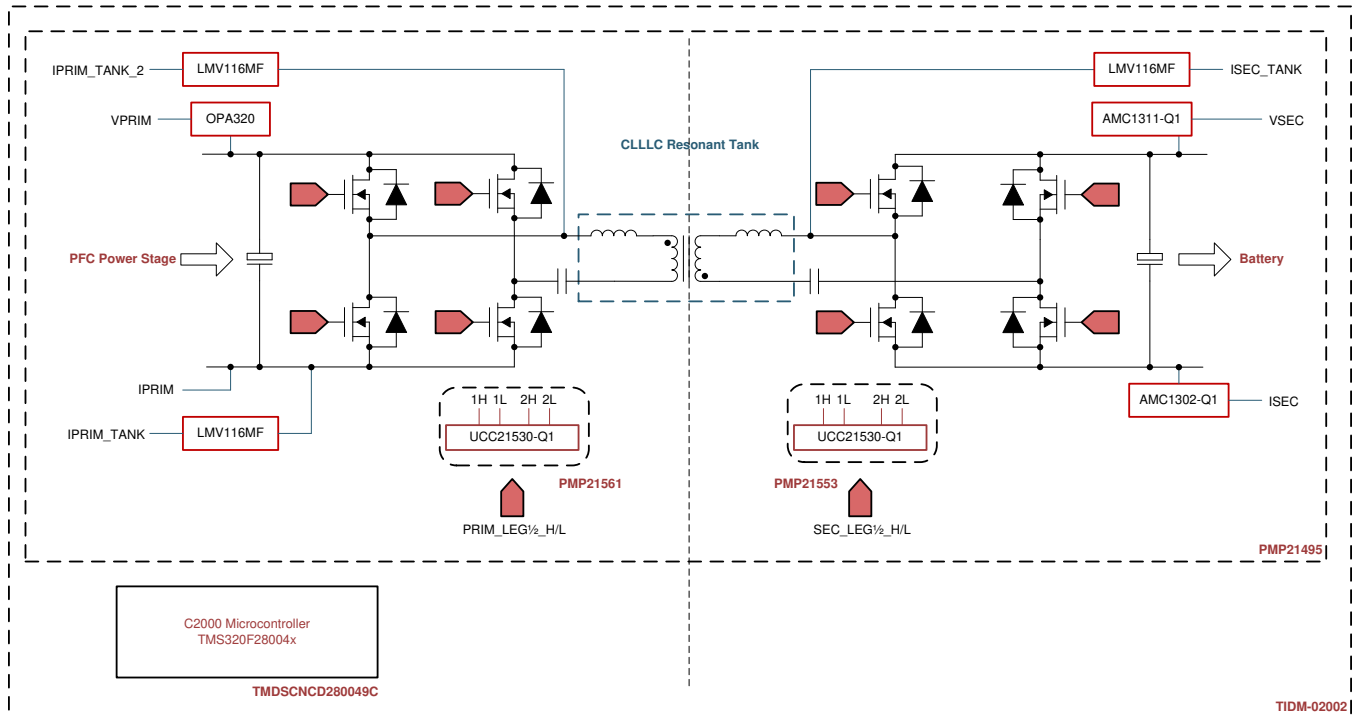 IPRIM_TANK_2
LMV116MF
LMV116MF
ISEC_TANK
VPRIM
OPA320
AMC1311-Q1
VSEC
CLLLC Resonant Tank
PFC Power Stage
Battery
IPRIM
IPRIM_TANK
LMV116MF
AMC1302-Q1
ISEC
1H 1L 2H 2L
UCC21530-Q1
PMP21561
PRIM_LEG½_H/L
1H 1L 2H 2L
UCC21530-Q1
PMP21553
SEC_LEG½_H/L
PMP21495
C2000 Microcontroller
TMS320F28004x
TMDSCNCD280049C
TIDM-02002